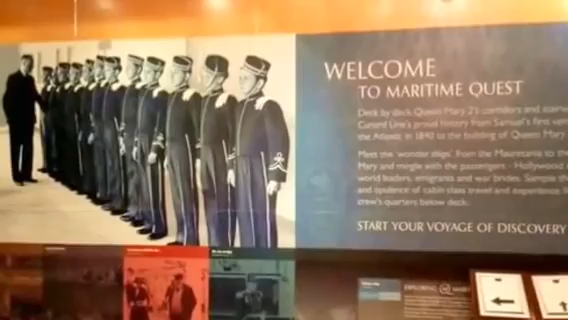 WELCOME
TO MARITIME QUEST
Deck by deck Queen Mary 2's corridors and stairw
Cunard Line's proud history from Samuel's first
the Atlantic in 1840 to the building of Queen Mary
Meet the 'wonder ships' from the Mauretania to th
Mary and mingle with the passengers. Hollywood
world leaders, emigrants and war brides. Sample th
and opulence of cabin class travel and experience
crew's quarters below deck.
START YOUR VOYAGE OF DISCOVERY
EXPLORING